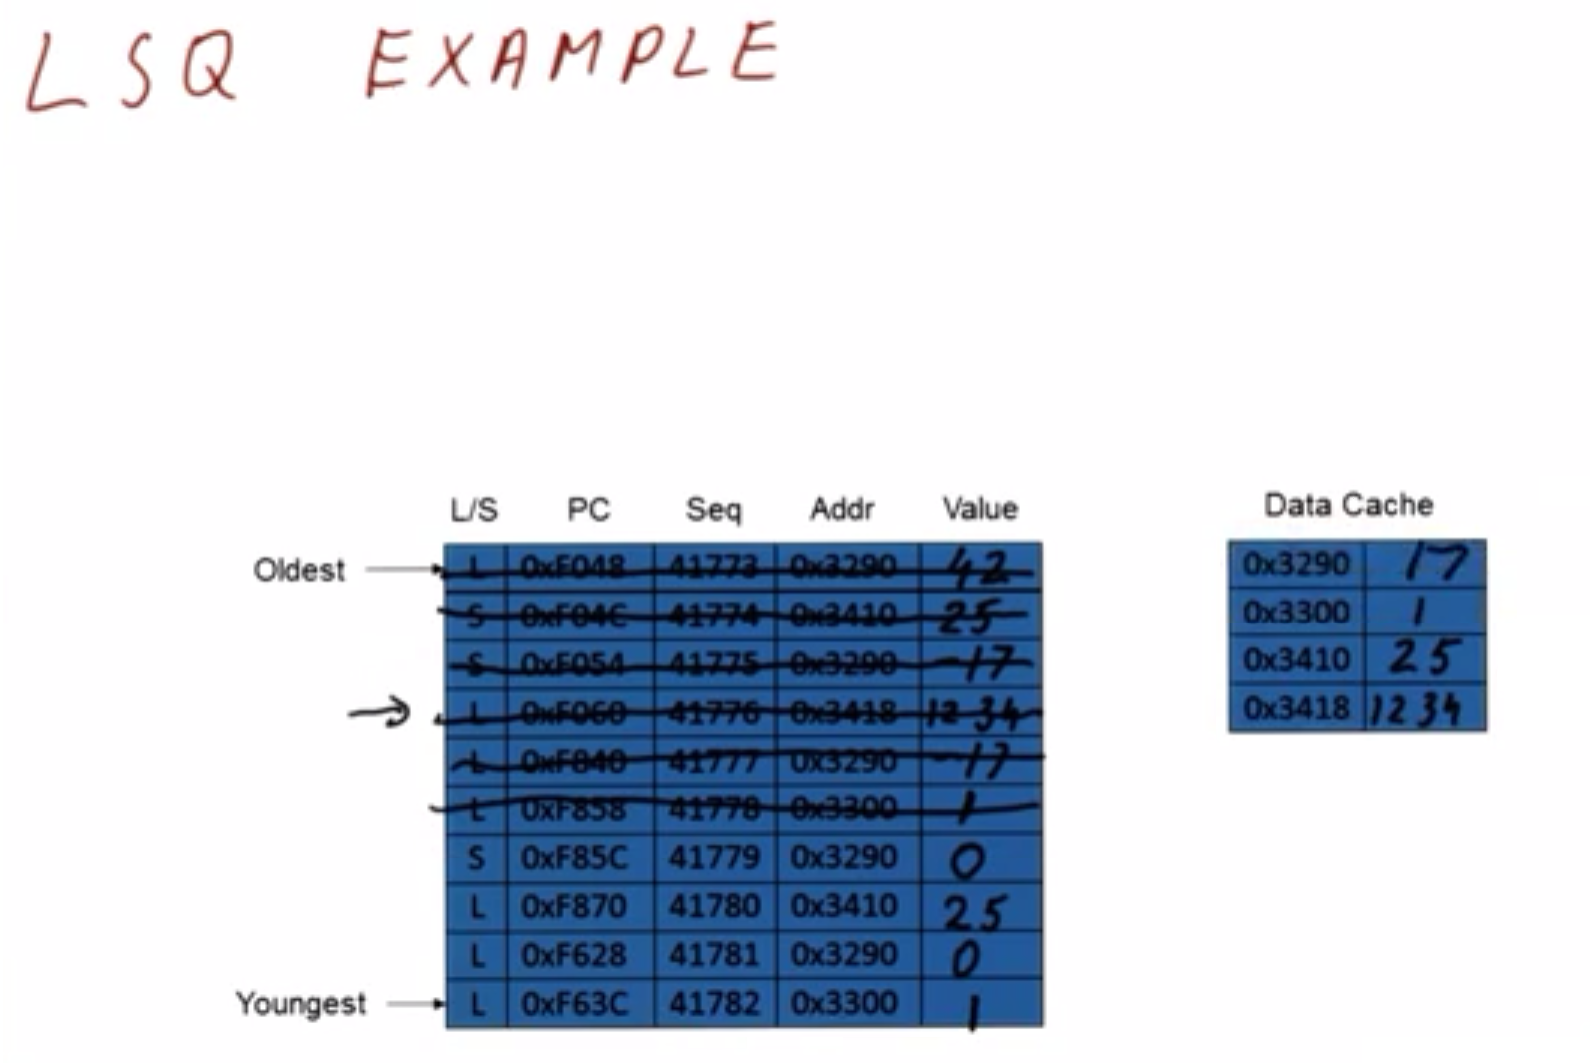 LSQ EXAMPLE
L/S PC Seq Addr Value
Oldest L 0xF048 41773 0x3290 42
S 0xF04C 41774 0x3410 25
S 0xF054 41775 0x3290 -17
L 0xF060 41776 0x3418 1234
L 0xF840 41777 0x3290 -17
L 0xF858 41778 0x3300 1
S 0xF85C 41779 0x3290 0
L 0xF870 41780 0x3410 25
L 0xF628 41781 0x3290 0
Youngest L 0xF63C 41782 0x3300 1
Data Cache
0x3290 17
0x3300 1
0x3410 25
0x3418 1234